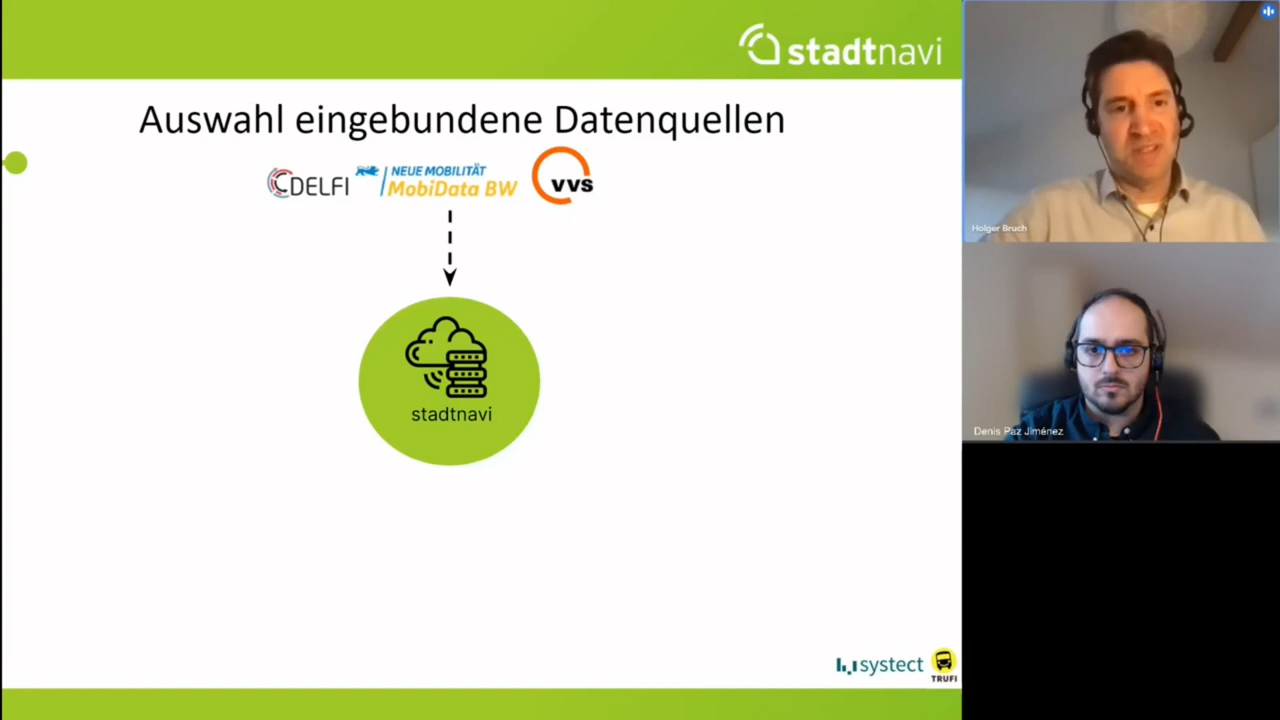 stadtnavi
Auswahl eingebundene Datenquellen
DELFI
NEUE MOBILITÄT
MobiData BW
vvs
stadtnavi
systect
TRUFI
Holger Bruch
Denis Paz Jiménez